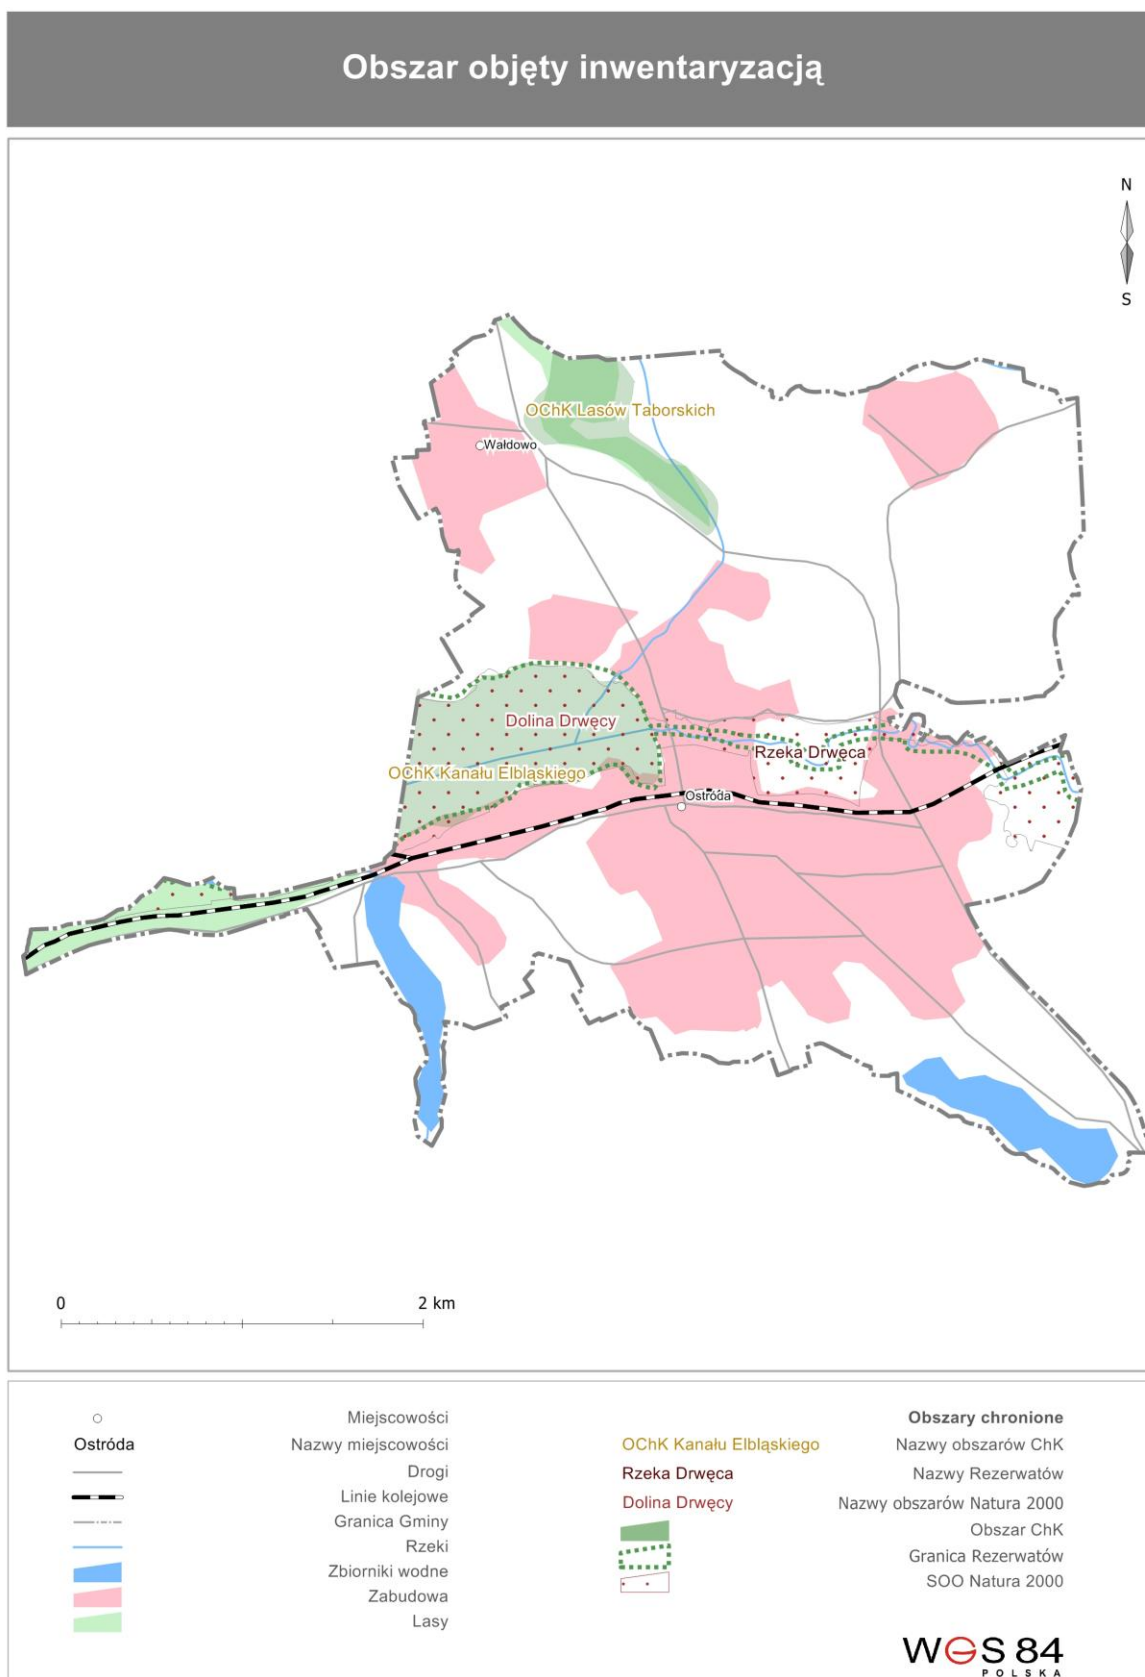 Obszar objęty inwentaryzacją
N
S
OChK Lasów Taborskich
Wałdowo
Dolina Drwęcy
Rzeka Drwęca
OChK Kanału Elbląskiego
Ostróda
0 2 km
Miejscowości
Ostróda Nazwy miejscowości
Drogi
Linie kolejowe
Granica Gminy
Rzeki
Zbiorniki wodne
Zabudowa
Lasy
Obszary chronione
OChK Kanału Elbląskiego Nazwy obszarów ChK
Rzeka Drwęca Nazwy Rezerwatów
Dolina Drwęcy Nazwy obszarów Natura 2000
Obszar ChK
Granica Rezerwatów
SOO Natura 2000
WGS 84
POLSKA